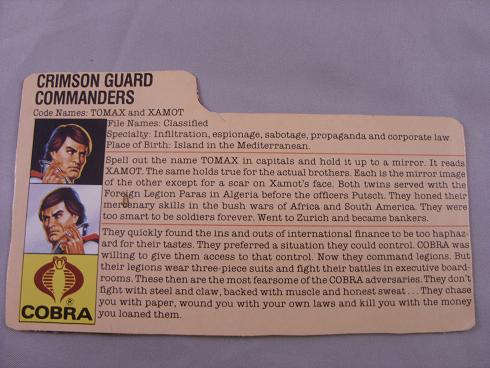 CRIMSON GUARD
COMMANDERS
Code Names: TOMAX and XAMOT
File Names: Classified
Specialty: Infiltration, espionage, sabotage, propaganda and corporate law.
Place of Birth: Island in the Mediterranean.
Spell out the name TOMAX in capitals and hold it up to a mirror. It reads
XAMOT. The same holds true for the actual brothers. Each is the mirror image
of the other except for a scar on Xamot's face. Both twins served with the
Foreign Legion Paras in Algeria before the officers Putsch. They honed their
mercenary skills in the bush wars of Africa and South America. They were
too smart to be soldiers forever. Went to Zurich and became bankers.
They quickly found the ins and outs of international finance to be too haphaz-
ard for their tastes. They preferred a situation they could control. COBRA was
willing to give them access to that control. Now they command legions. But
their legions wear three-piece suits and fight their battles in executive board-
rooms. These then are the most fearsome of the COBRA adversaries. They don't
fight with steel and claw, backed with muscle and honest sweat . . . They chase
you with paper, wound you with your own laws and kill you with the money
you loaned them.
®
COBRA